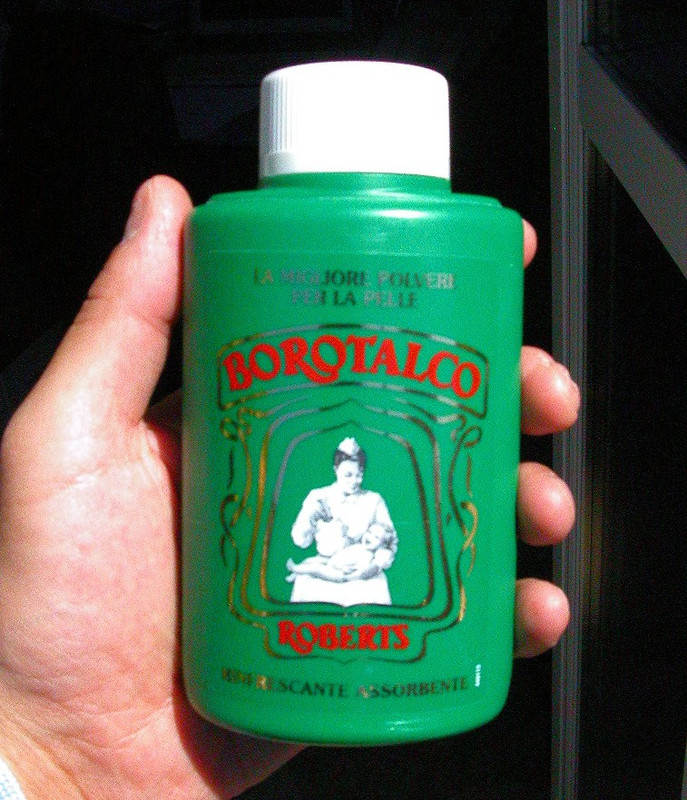 LA MIGLIORE POLVERE
PER LA PELLE
BOROTALCO
ROBERTS
RINFRESCANTE ASSORBENTE